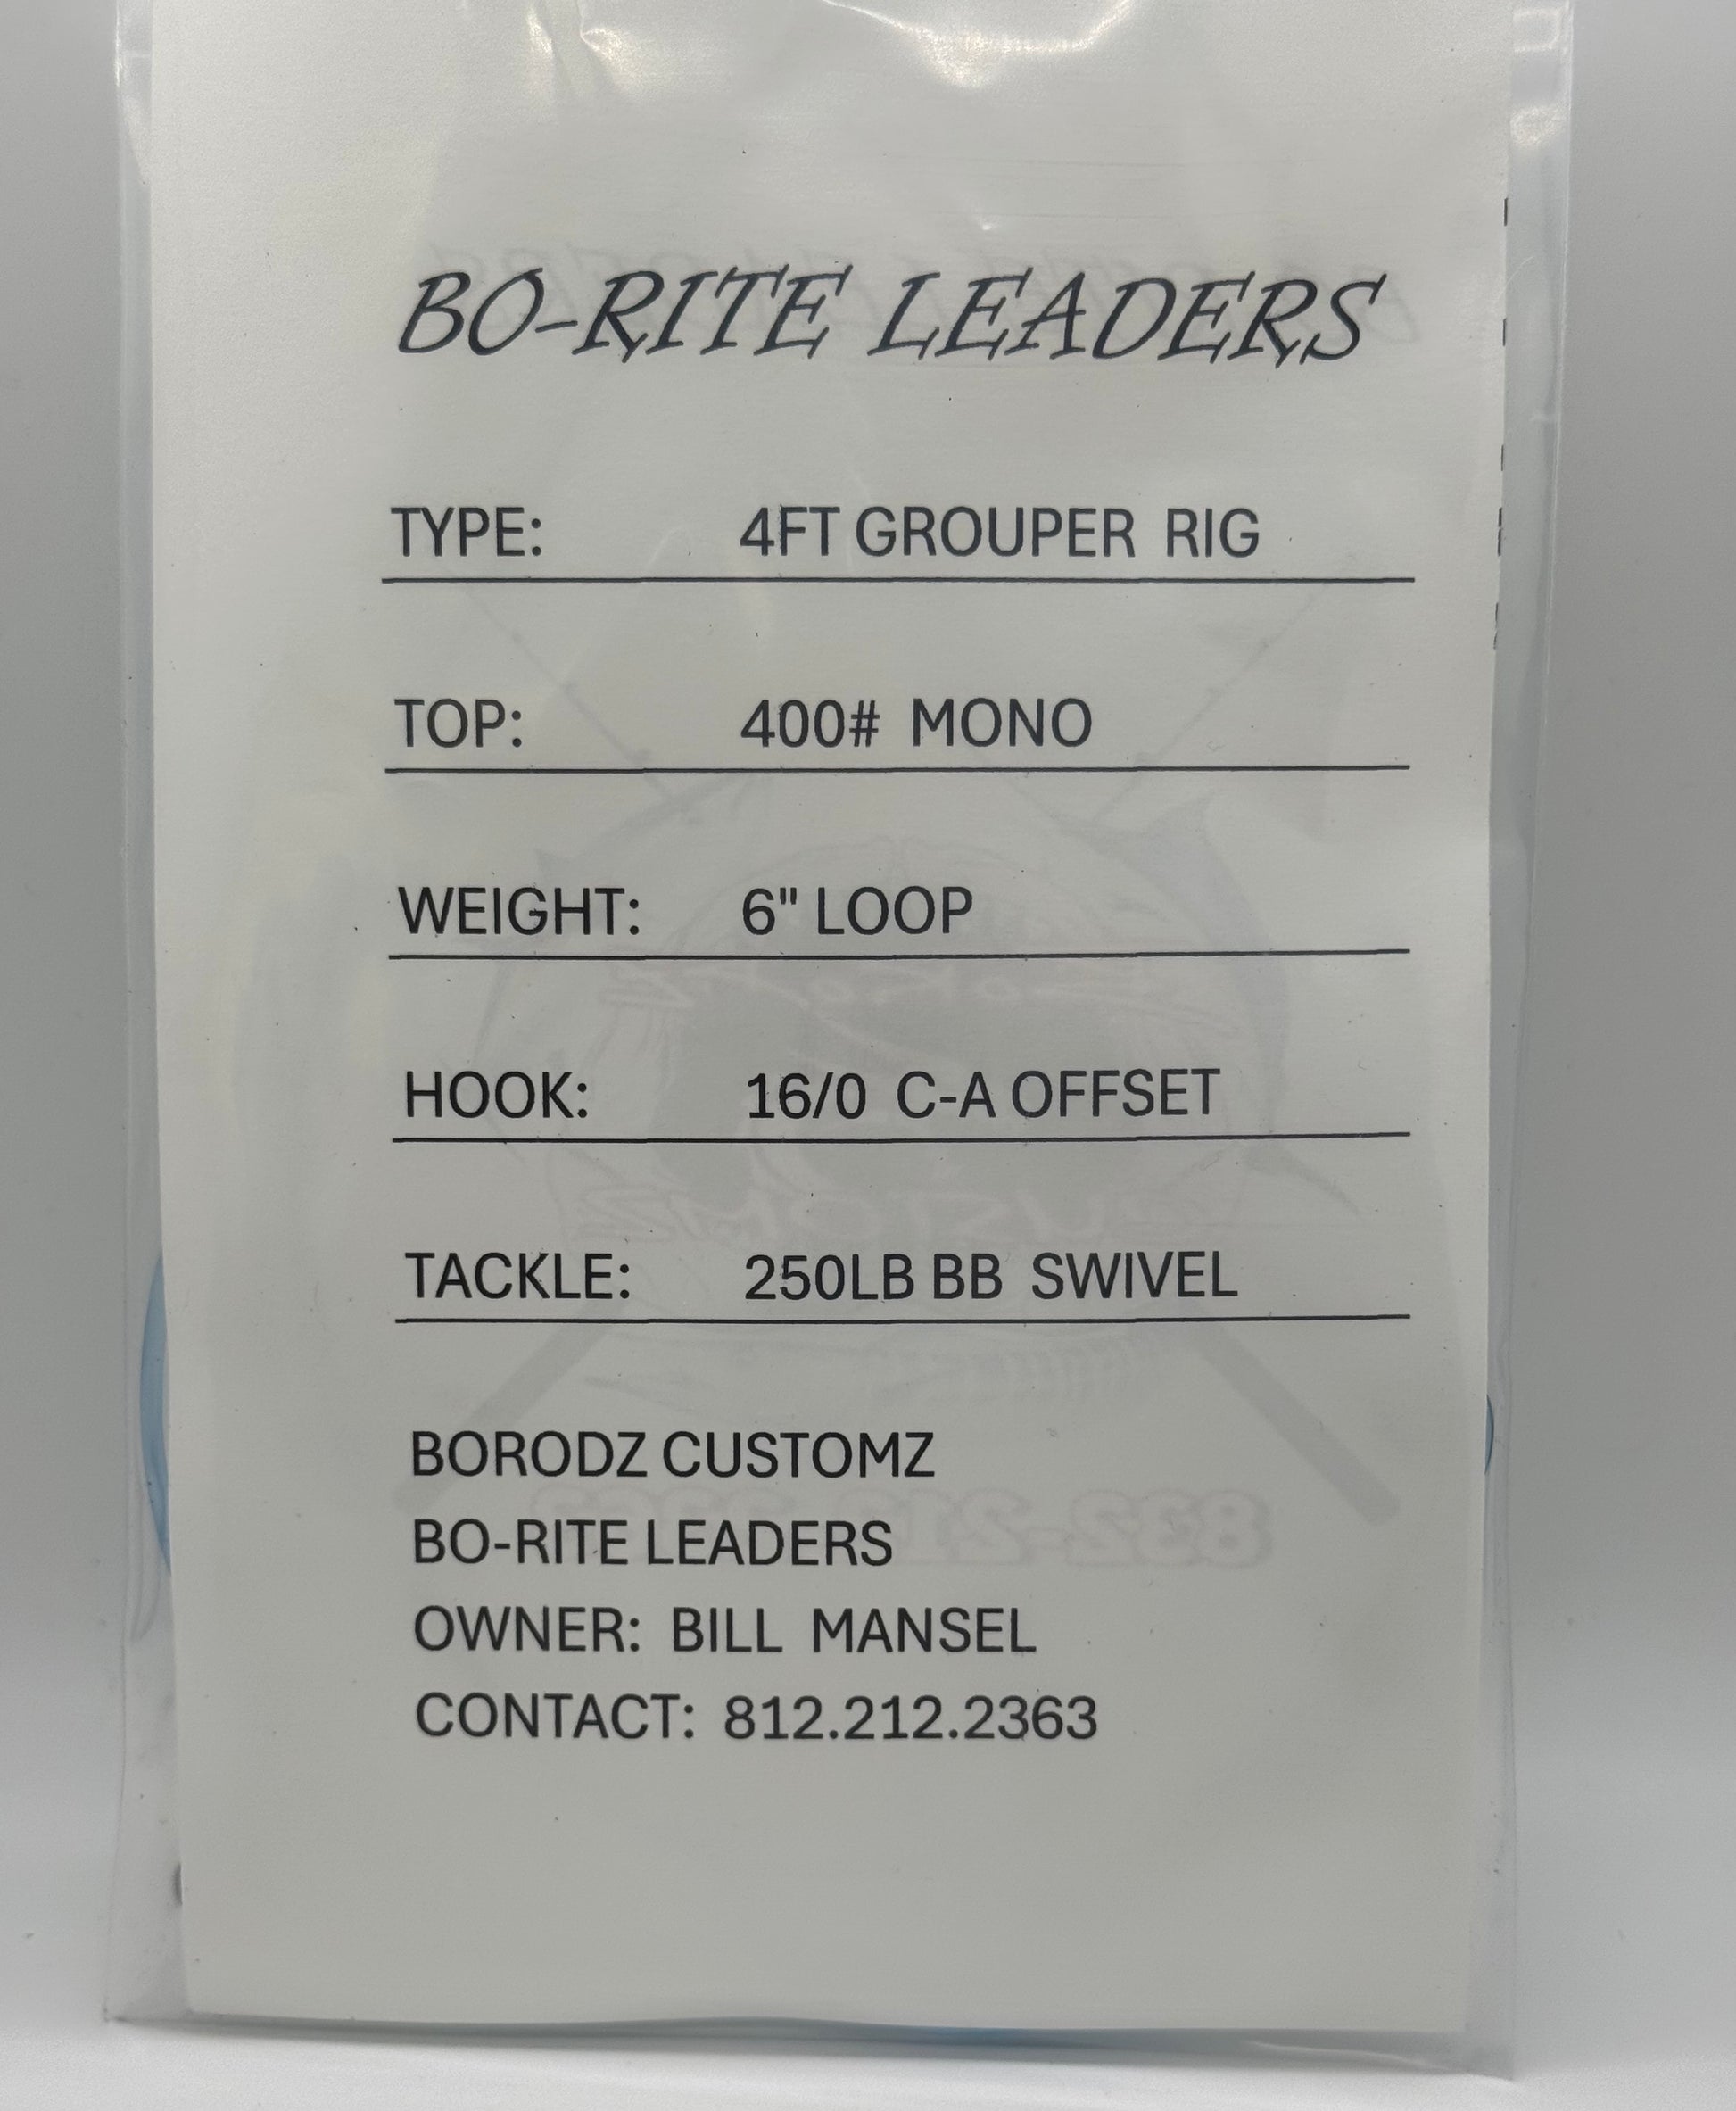 BO-RITE LEADERS
TYPE: 4FT GROUPER RIG
TOP: 400# MONO
WEIGHT: 6" LOOP
HOOK: 16/0 C-A OFFSET
TACKLE: 250LB BB SWIVEL
BORODZ CUSTOMZ
BO-RITE LEADERS
OWNER: BILL MANSEL
CONTACT: 812.212.2363